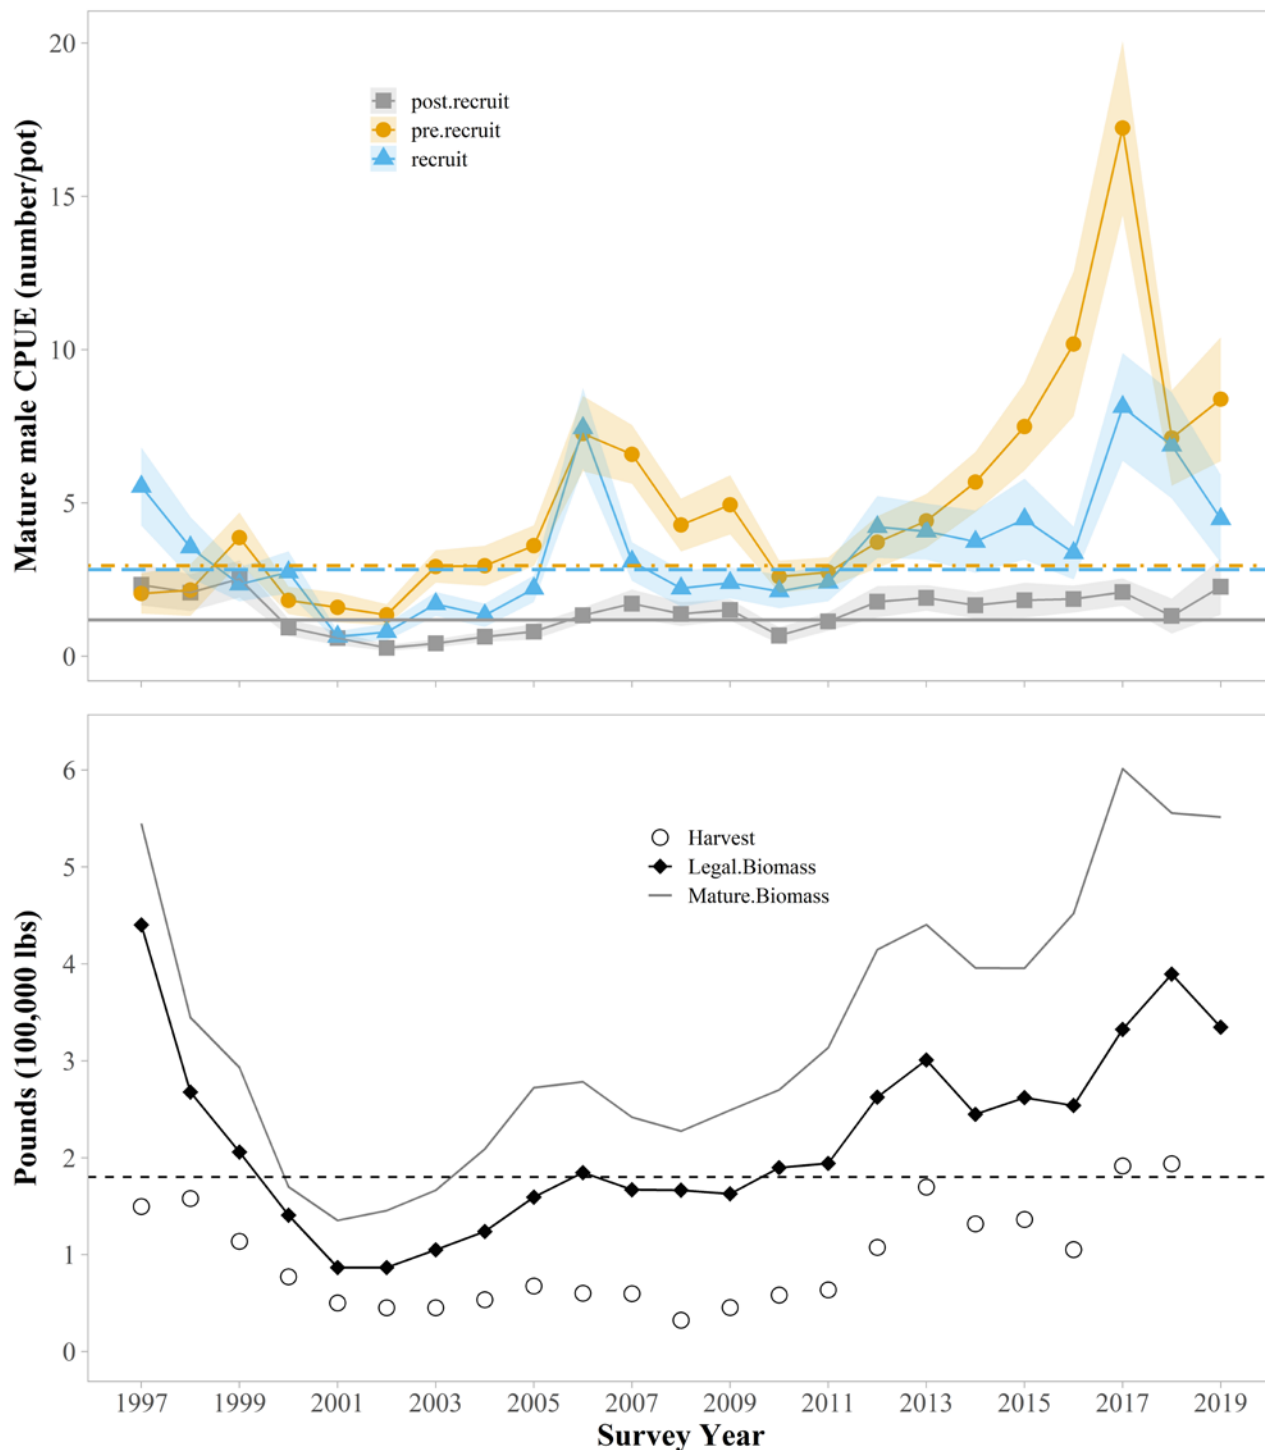 Mature male CPUE (number/pot)
20
15
10
5
0
post.recruit
pre.recruit
recruit
Pounds (100,000 lbs)
6
5
4
3
2
1
0
Harvest
Legal.Biomass
Mature.Biomass
1997 1999 2001 2003 2005 2007 2009 2011 2013 2015 2017 2019
Survey Year